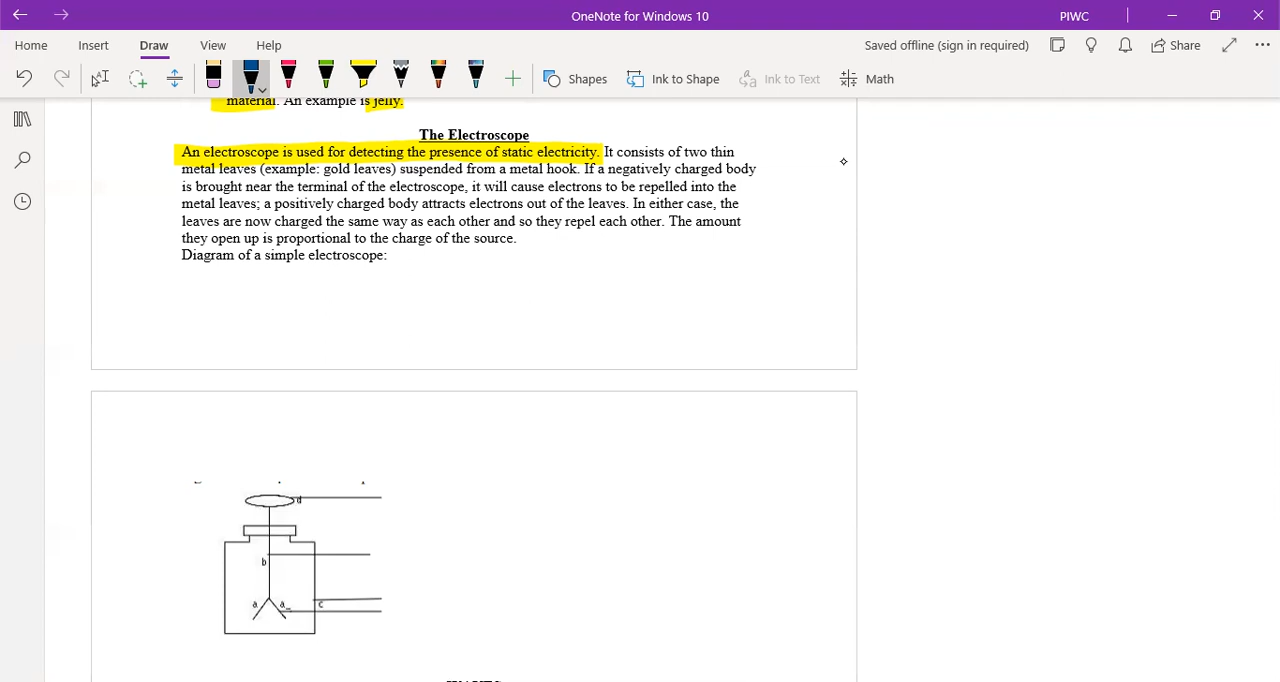 OneNote for Windows 10
PIWC
Home Insert Draw View Help
Saved offline (sign in required)
Share
Shapes
Ink to Shape
Ink to Text
Math
material. An example is jelly.
The Electroscope
An electroscope is used for detecting the presence of static electricity. It consists of two thin
metal leaves (example: gold leaves) suspended from a metal hook. If a negatively charged body
is brought near the terminal of the electroscope, it will cause electrons to be repelled into the
metal leaves; a positively charged body attracts electrons out of the leaves. In either case, the
leaves are now charged the same way as each other and so they repel each other. The amount
they open up is proportional to the charge of the source.
Diagram of a simple electroscope:
d
b
a a c